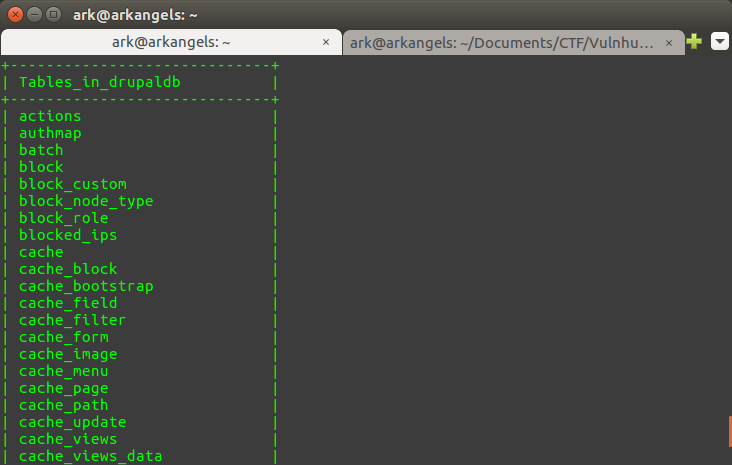 ark@arkangels: ~
ark@arkangels: ~ ×
ark@arkangels: ~/Documents/CTF/Vulnhu... ×
+-----------------------------+
| Tables_in_drupaldb          |
+-----------------------------+
| actions                     |
| authmap                     |
| batch                       |
| block                       |
| block_custom                |
| block_node_type             |
| block_role                  |
| blocked_ips                 |
| cache                       |
| cache_block                 |
| cache_bootstrap             |
| cache_field                 |
| cache_filter                |
| cache_form                  |
| cache_image                 |
| cache_menu                  |
| cache_page                  |
| cache_path                  |
| cache_update                |
| cache_views                 |
| cache_views_data            |